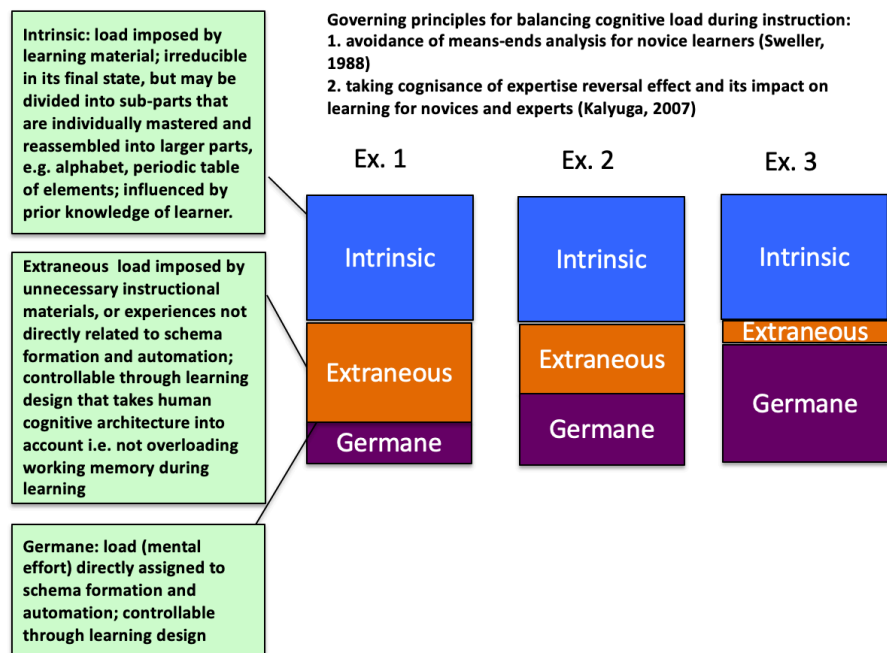 Governing principles for balancing cognitive load during instruction:
1. avoidance of means-ends analysis for novice learners (Sweller,
1988)
2. taking cognisance of expertise reversal effect and its impact on
learning for novices and experts (Kalyuga, 2007)
Intrinsic: load imposed by
learning material; irreducible
in its final state, but may be
divided into sub-parts that
are individually mastered and
reassembled into larger parts,
e.g. alphabet, periodic table
of elements; influenced by
prior knowledge of learner.
Extraneous load imposed by
unnecessary instructional
materials, or experiences not
directly related to schema
formation and automation;
controllable through learning
design that takes human
cognitive architecture into
account i.e. not overloading
working memory during
learning
Germane: load (mental
effort) directly assigned to
schema formation and
automation; controllable
through learning design
Ex. 1
Intrinsic
Extraneous
Germane
Ex. 2
Intrinsic
Extraneous
Germane
Ex. 3
Intrinsic
Extraneous
Germane